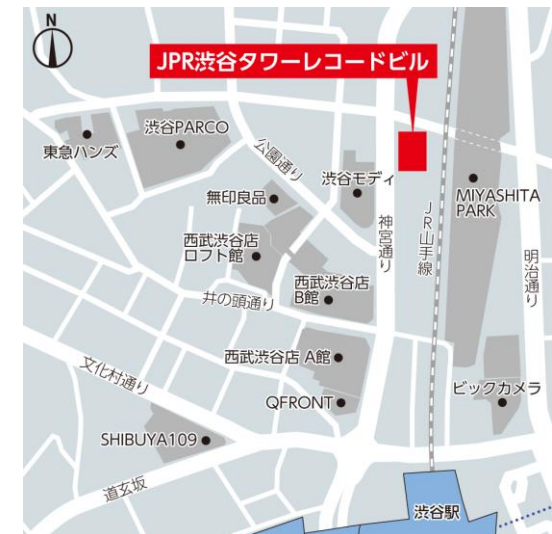 N
JPR渋谷タワーレコードビル
渋谷PARCO
東急ハンズ
公園通り
渋谷モディ
無印良品
MIYASHITA
PARK
神宮通り
JR山手線
明治通り
西武渋谷店
ロフト館
西武渋谷店
B館
井の頭通り
西武渋谷店 A館
文化村通り
ビックカメラ
QFRONT
SHIBUYA109
道玄坂
渋谷駅